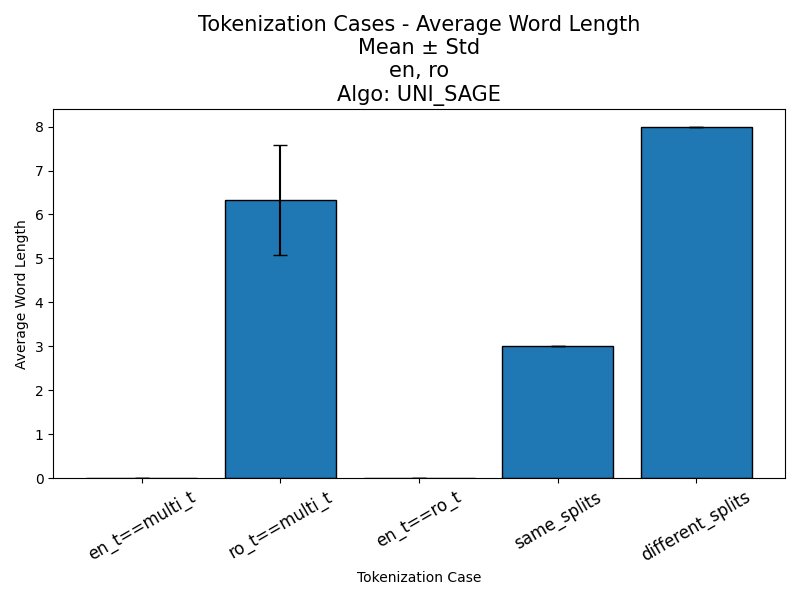 Tokenization Cases - Average Word Length
Mean ± Std
en, ro
Algo: UNI_SAGE
8
7
6
5
4
3
2
1
0
Average Word Length
en_t==multi_t
ro_t==multi_t
en_t==ro_t
same_splits
different_splits
Tokenization Case